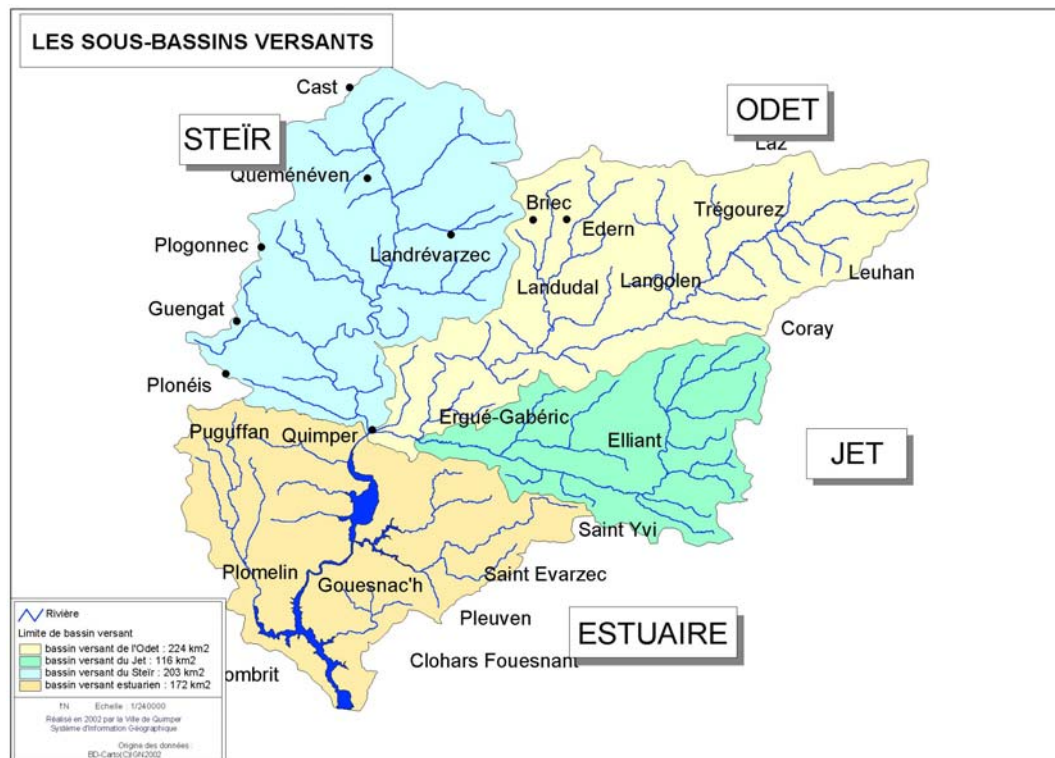 LES SOUS-BASSINS VERSANTS
Cast
ODET
STEÏR
Laz
Queménéven
Briec
Trégourez
Edern
Plogonnec
Landrévarzec
Leuhan
Landudal
Langolen
Guengat
Coray
Plonéis
Ergué-Gabéric
Puguffan
Quimper
Elliant
JET
Saint Yvi
Plomelin
Gouesnac'h
Saint Evarzec
Pleuven
ESTUAIRE
Clohars Fouesnant
ombrit
Rivière
Limite de bassin versant
bassin versant de l'Odet : 224 km2
bassin versant du Jet : 116 km2
bassin versant du Steïr : 203 km2
bassin versant estuarien : 172 km2
1N Echelle : 1/240000
Réalisé en 2002 par la Ville de Quimper
Système d'Information Géographique
Origine des données :
BD-Carto(C)IGN2002